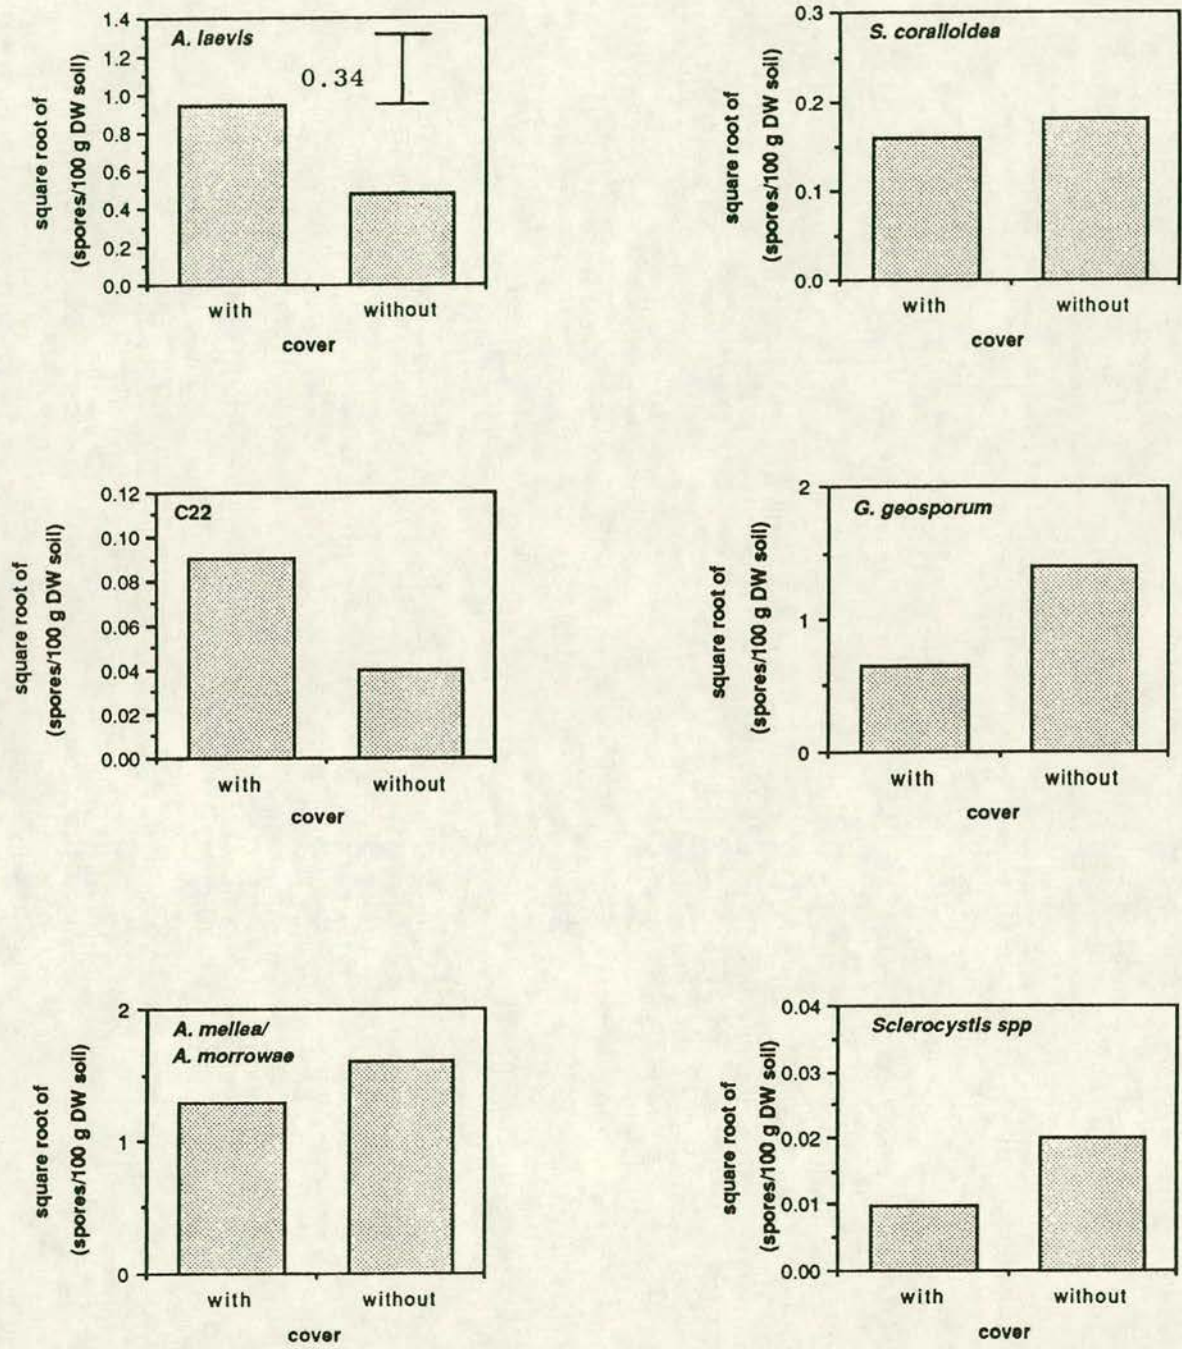 square root of
(spores/100 g DW soil)
1.4
1.2
1.0
0.8
0.6
0.4
0.2
0.0
A. laevis
0.34
with without
cover
square root of
(spores/100 g DW soil)
0.3
0.2
0.1
0.0
S. coralloidea
with without
cover
square root of
(spores/100 g DW soil)
0.12
0.10
0.08
0.06
0.04
0.02
0.00
C22
with without
cover
square root of
(spores/100 g DW soil)
2
1
0
G. geosporum
with without
cover
square root of
(spores/100 g DW soil)
2
1
0
A. mellea/
A. morrowae
with without
cover
square root of
(spores/100 g DW soil)
0.04
0.03
0.02
0.01
0.00
Sclerocystis spp
with without
cover